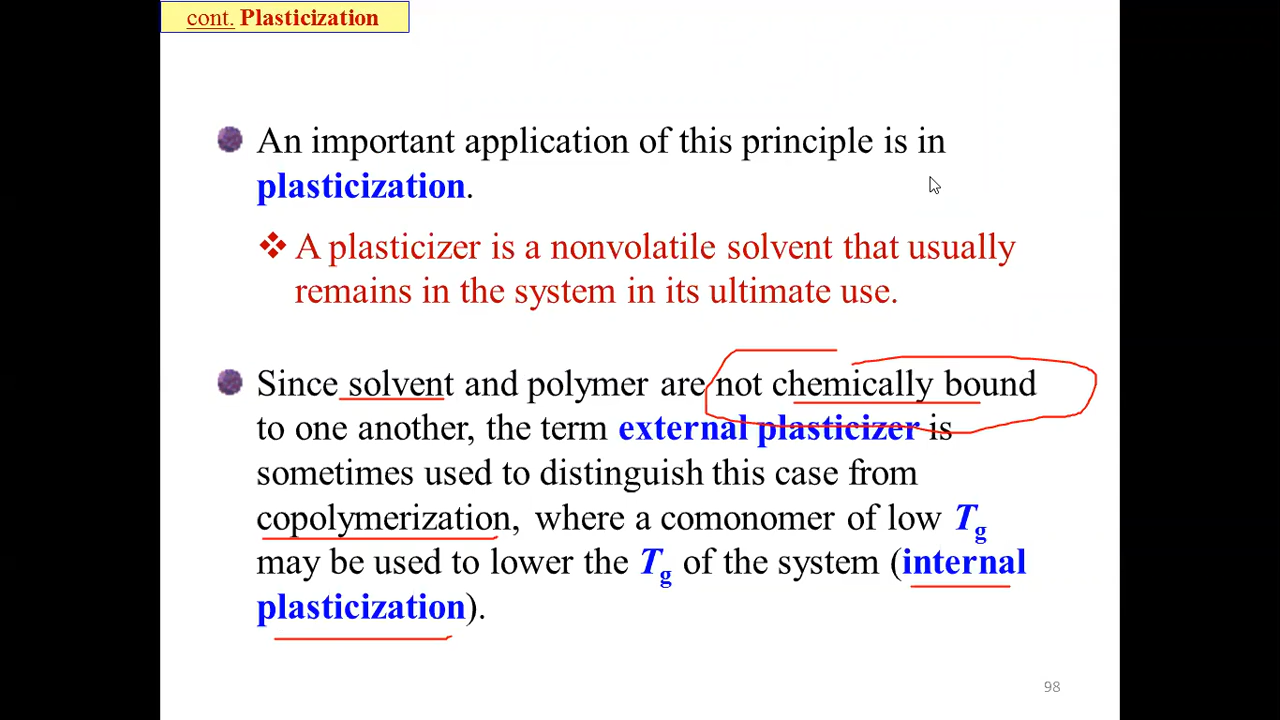 cont. Plasticization
An important application of this principle is in
plasticization.
A plasticizer is a nonvolatile solvent that usually
remains in the system in its ultimate use.
Since solvent and polymer are not chemically bound
to one another, the term external plasticizer is
sometimes used to distinguish this case from
copolymerization, where a comonomer of low Tg
may be used to lower the Tg of the system (internal
plasticization).
98